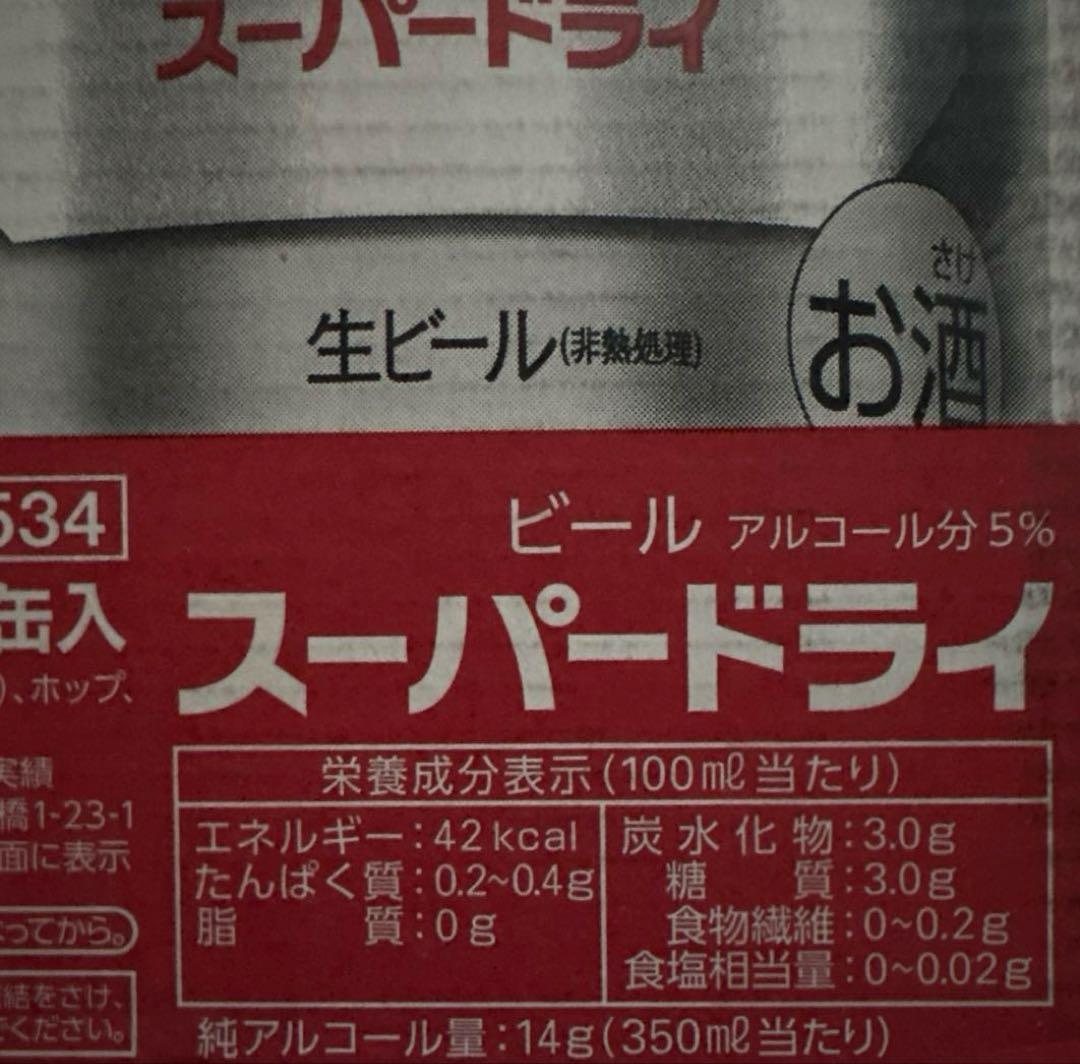 スーパードライ
生ビール(非熱処理)
さけ
お酒
534
缶入
)、ホップ、
実績
橋1-23-1
面に表示
なってから。
結をさけ、
ください。
ビール アルコール分5%
スーパードライ
栄養成分表示(100ml当たり)
エネルギー:42kcal
たんぱく質:0.2~0.4g
脂質:0g
炭水化物:3.0g
糖質:3.0g
食物繊維:0~0.2g
食塩相当量:0~0.02g
純アルコール量:14g(350ml当たり)